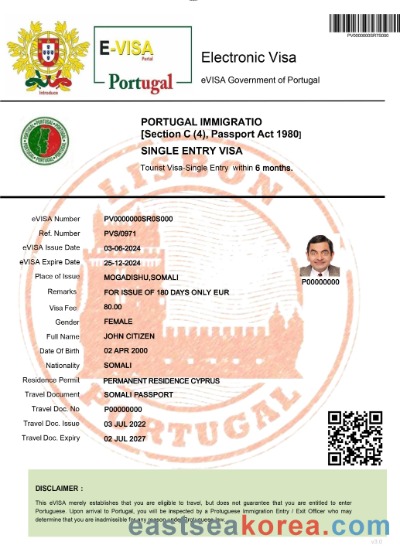 PV0000000SR7S000
E-VISA
Portal
Portugal
Electronic Visa
eVISA Government of Portugal
PORTUGAL IMMIGRATIO
[Section C (4), Passport Act 1980]
SINGLE ENTRY VISA
Tourist Visa-Single Entry within 6 months.
LISBON
PORTUGAL
eVISA Number PV0000000SR0S000
Ref. Number PVS/0971
eVISA Issue Date 03-06-2024
eVISA Expire Date 25-12-2024
Place of Issue MOGADISHU,SOMALI
Remarks FOR ISSUE OF 180 DAYS ONLY EUR
Visa Fee 80.00
Gender FEMALE
Full Name JOHN CITIZEN
Date Of Birth 02 APR 2000
Nationality SOMALI
Residence Permit PERMANENT RESIDENCE CYPRUS
Travel Document SOMALI PASSPORT
Travel Doc. No P00000000
Travel Doc. Issue 03 JUL 2022
Travel Doc. Expiry 02 JUL 2027
P00000000
DISCLAIMER :
This eVISA merely establishes that you are eligible to travel, but does not guarantee that you are entitled to enter
Portuguese. Upon arrival to Portugal, you will be inspected by a Protuguese Immigration Entry / Exit Officer who may
determine that you are inadmissible for any reason under Protuguese law.
eastseakorea.com
v3.0